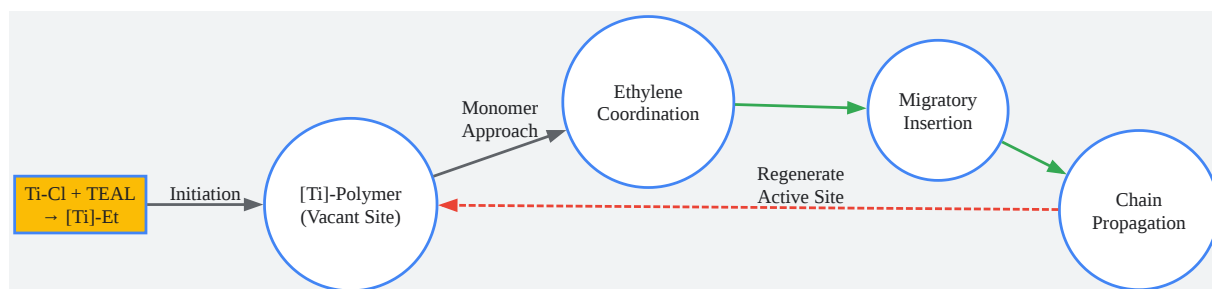 Ti-Cl + TEAL
→ [Ti]-Et
Initiation
[Ti]-Polymer
(Vacant Site)
Monomer
Approach
Ethylene
Coordination
Migratory
Insertion
Regenerate
Active Site
Chain
Propagation